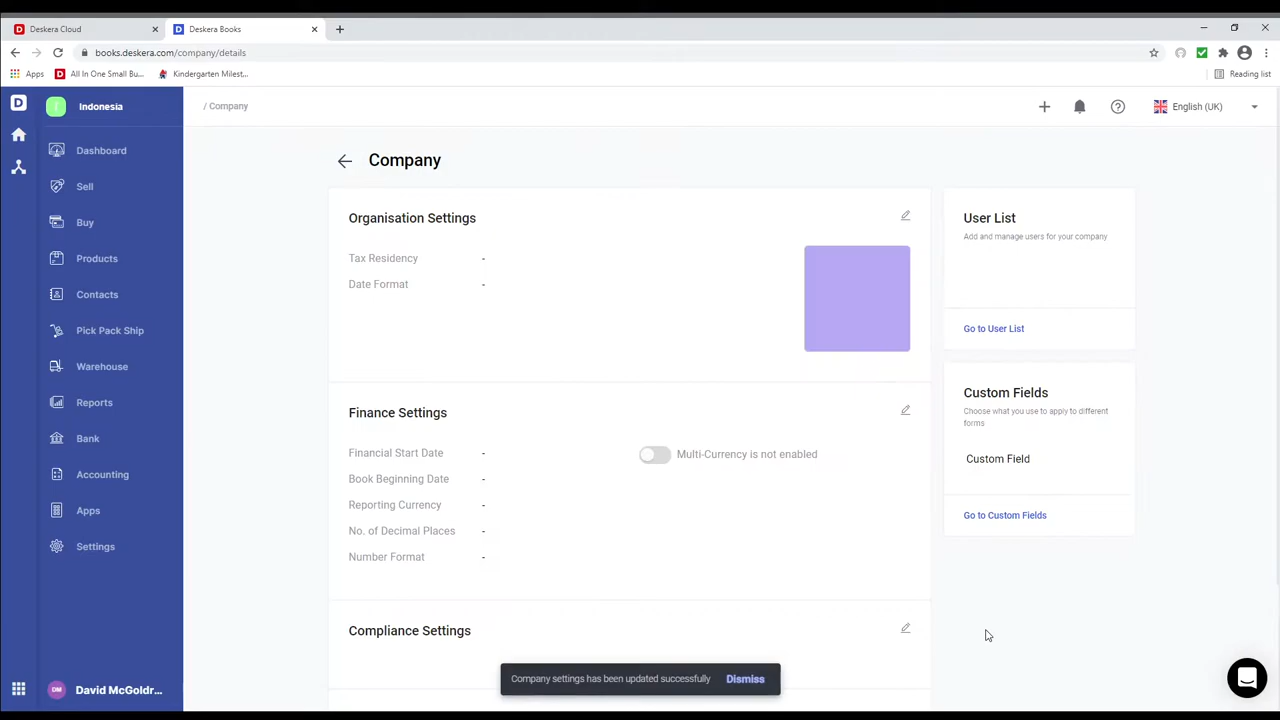 Deskera Cloud
Deskera Books
books.deskera.com/company/details
Apps
All In One Small Bu...
Kindergarten Milest...
Reading list
Indonesia
/ Company
English (UK)
Dashboard
Sell
Buy
Products
Contacts
Pick Pack Ship
Warehouse
Reports
Bank
Accounting
Apps
Settings
David McGoldr...
DM
Company
Organisation Settings
Tax Residency -
Date Format -
Finance Settings
Financial Start Date -
Multi-Currency is not enabled
Book Beginning Date -
Reporting Currency -
No. of Decimal Places -
Number Format -
Compliance Settings
User List
Add and manage users for your company
Go to User List
Custom Fields
Choose what you use to apply to different
forms
Custom Field
Go to Custom Fields
Company settings has been updated successfully Dismiss